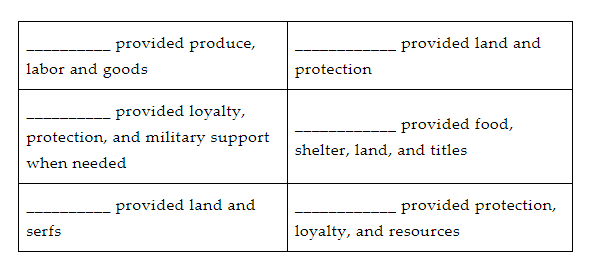 __________ provided produce,
labor and goods
____________ provided land and
protection
__________ provided loyalty,
protection, and military support
when needed
____________ provided food,
shelter, land, and titles
__________ provided land and
serfs
____________ provided protection,
loyalty, and resources